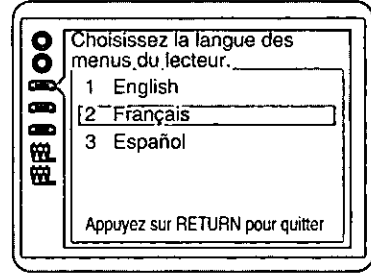 Choisissez la langue des
menus du lecteur.
1 English
2 Français
3 Español
Appuyez sur RETURN pour quitter